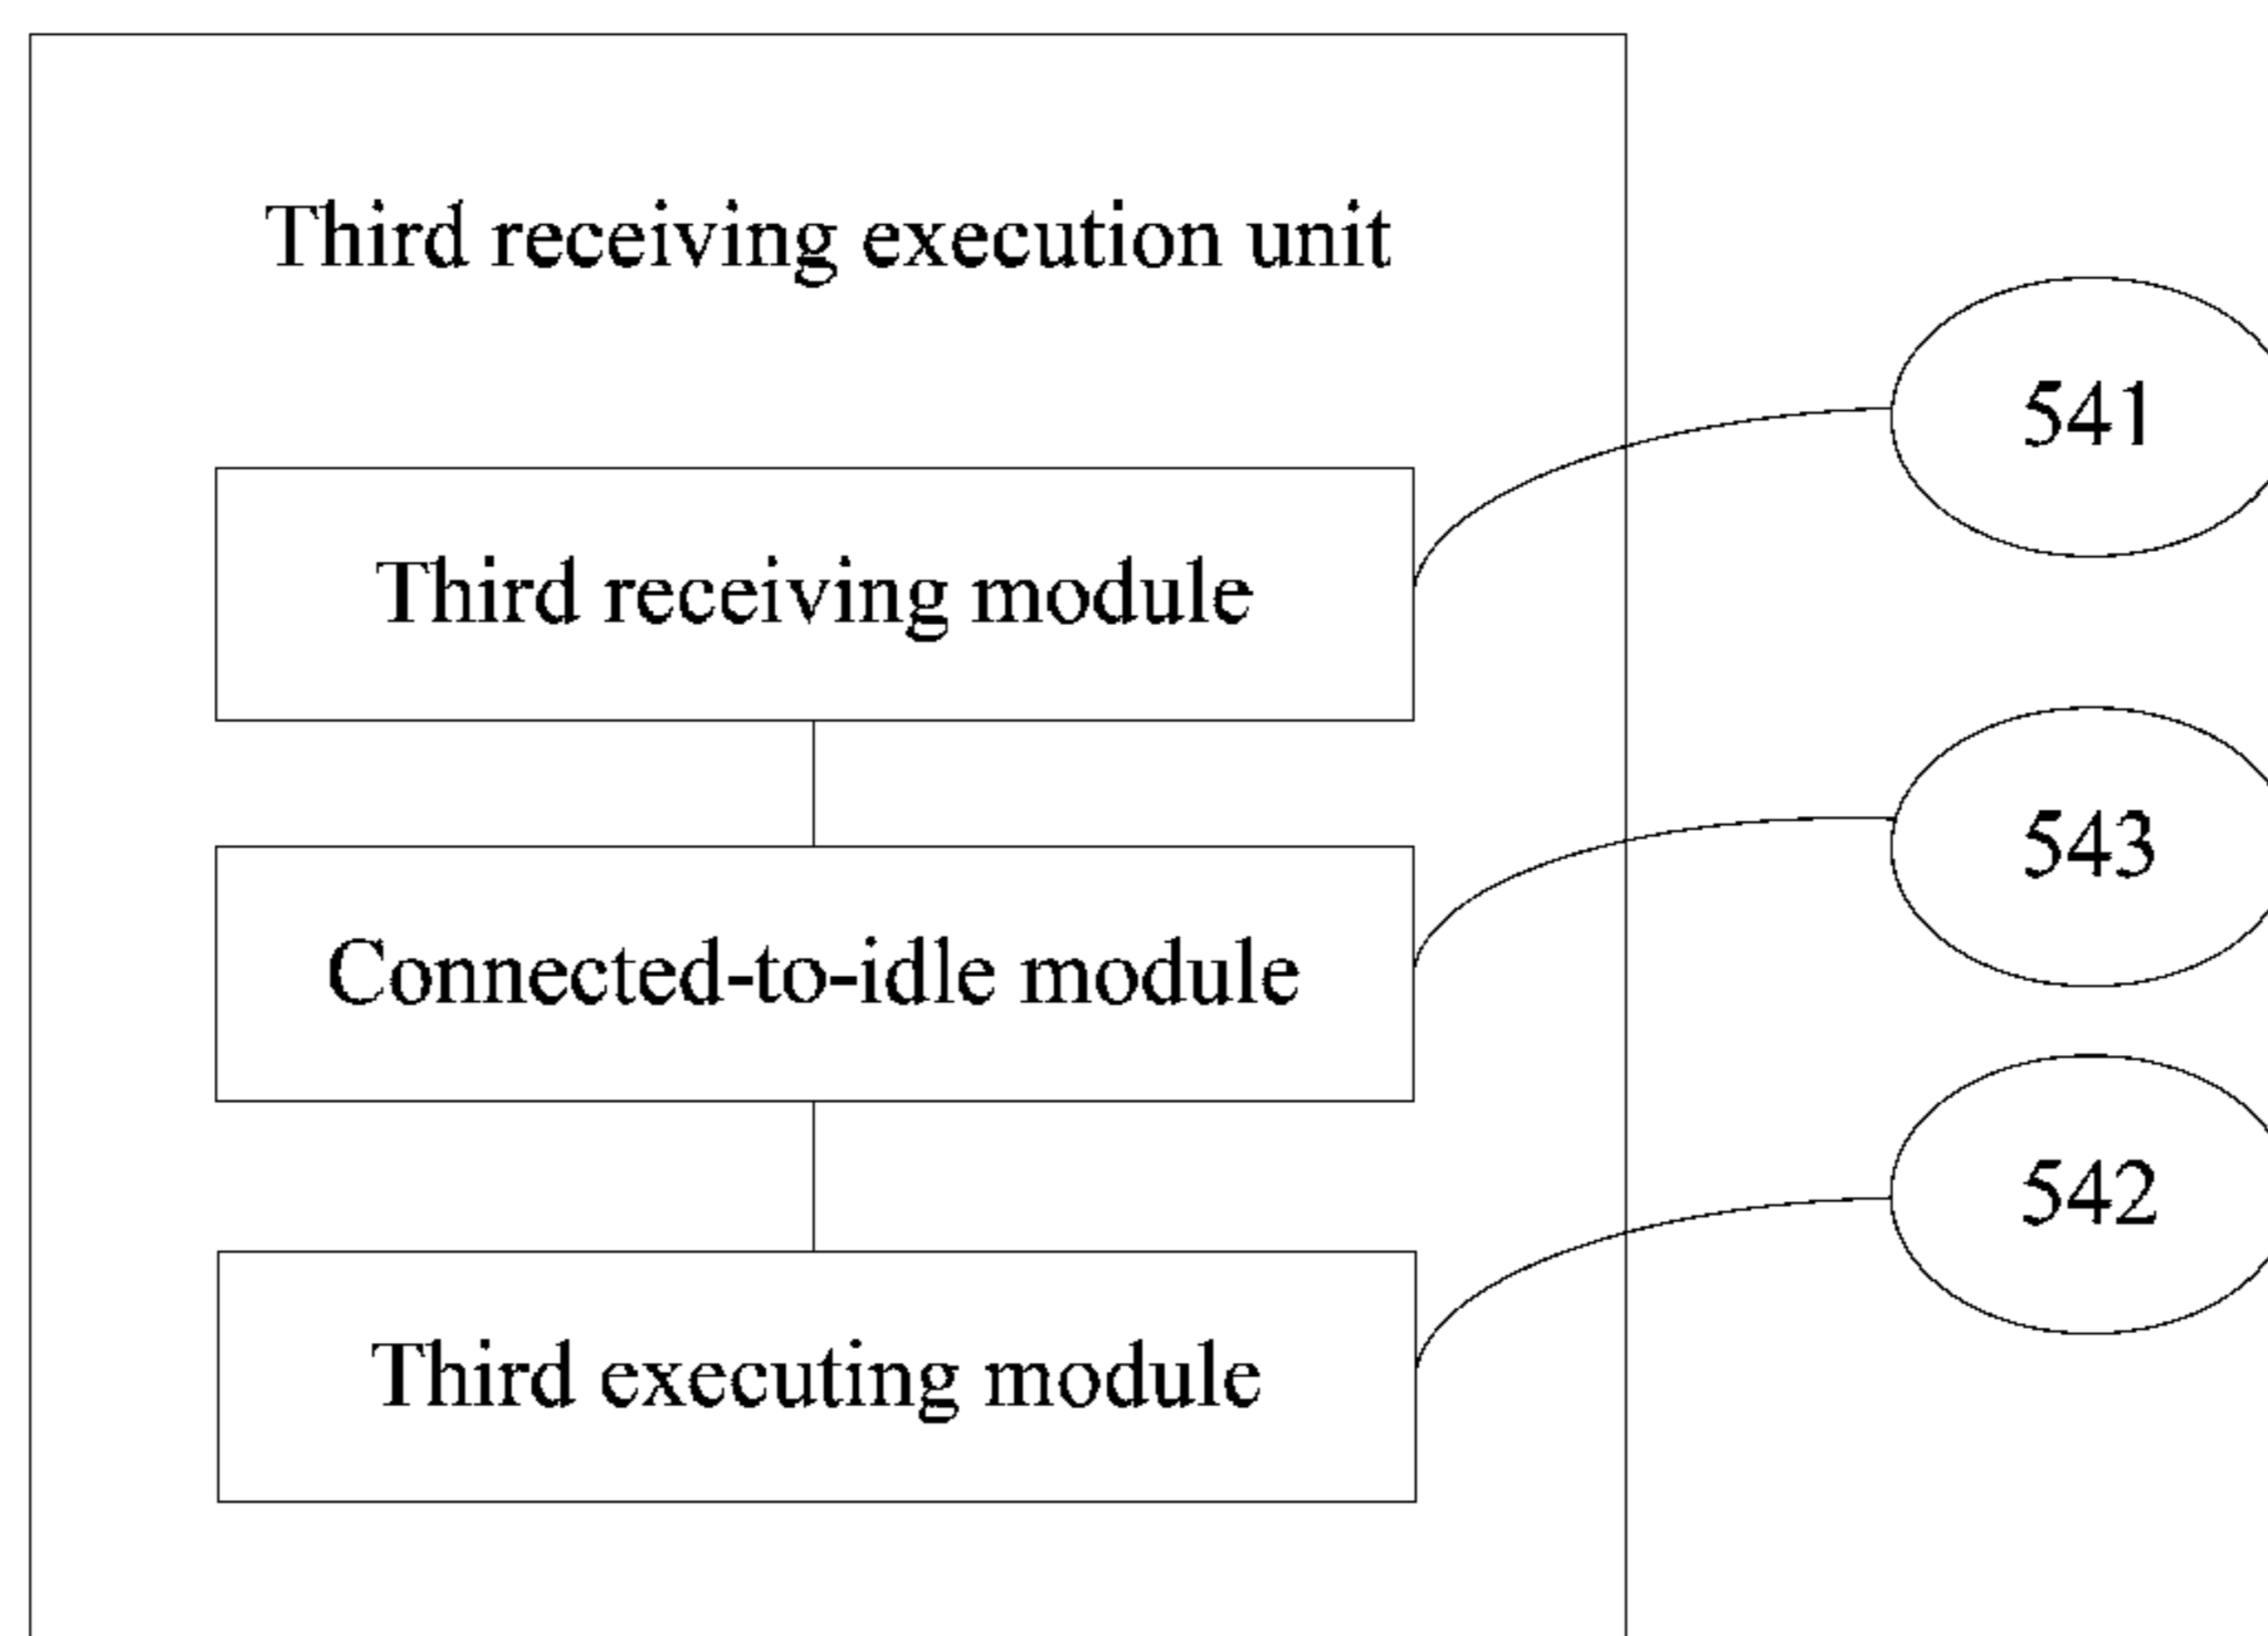 Third receiving execution unit
541
Third receiving module
543
Connected-to-idle module
542
Third executing module